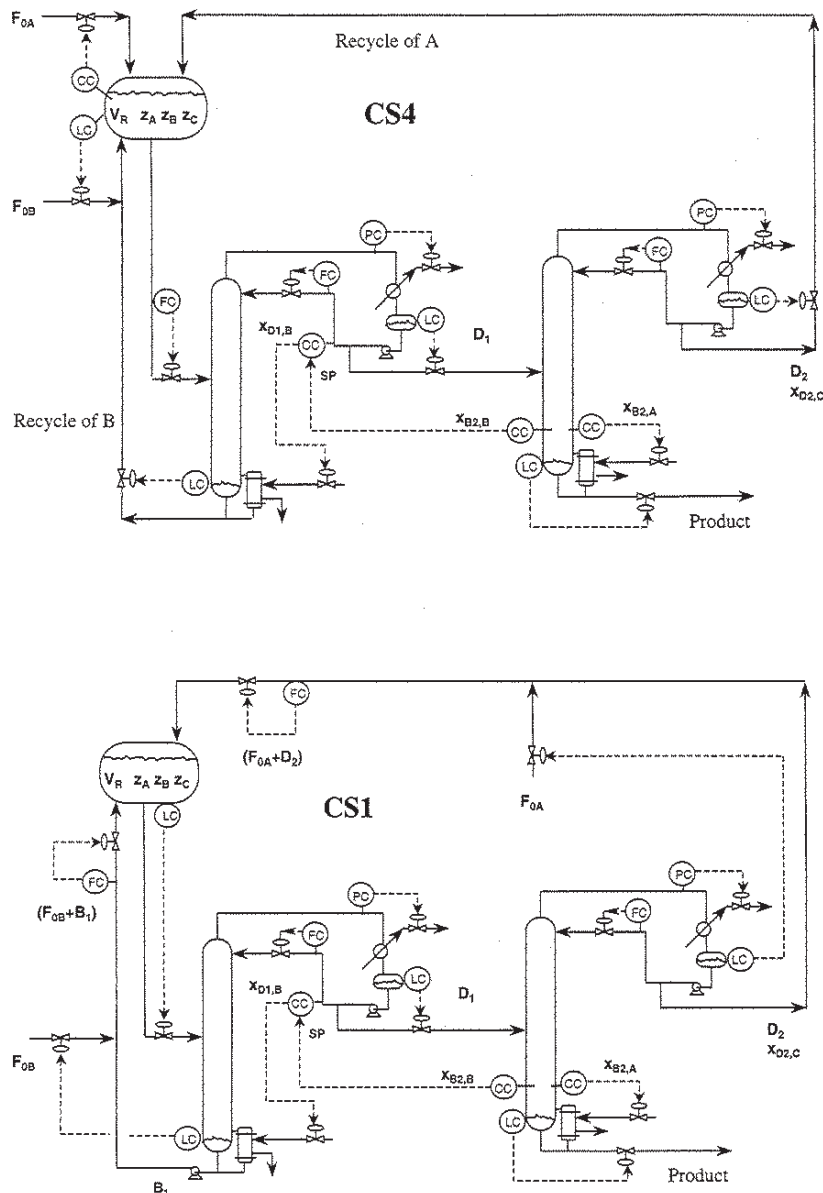 F0A
Recycle of A
CC
VR zA zB zC
CS4
LC
F0B
PC
PC
FC
FC
FC
LC
LC
xD1,B
D1
CC
SP
D2
xD2,C
xB2,B
xB2,A
CC
CC
Recycle of B
LC
LC
Product
FC
(F0A+D2)
VR zA zB zC
F0A
LC
CS1
FC
(F0B+B1)
PC
PC
FC
FC
LC
LC
xD1,B
D1
CC
SP
D2
xD2,C
F0B
xB2,B
xB2,A
CC
CC
LC
LC
Product
B1